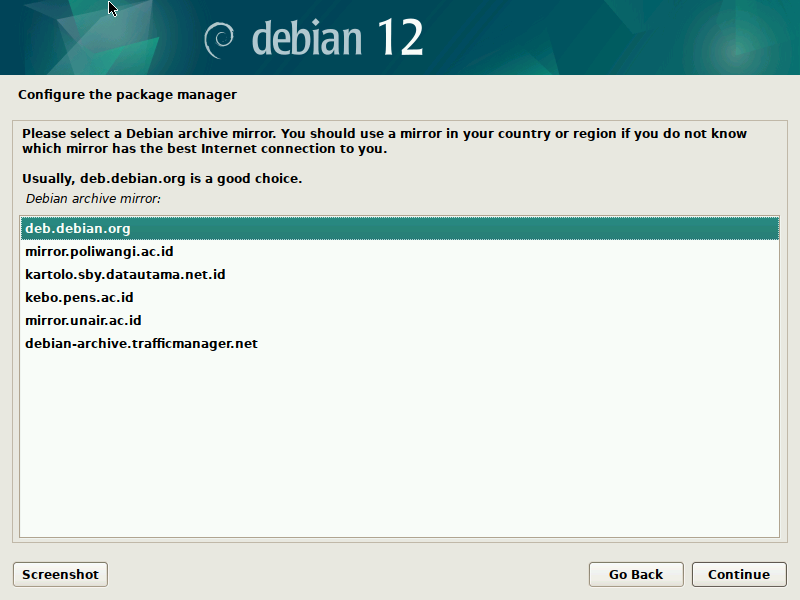 debian 12
Configure the package manager
Please select a Debian archive mirror. You should use a mirror in your country or region if you do not know
which mirror has the best Internet connection to you.
Usually, deb.debian.org is a good choice.
Debian archive mirror:
deb.debian.org
mirror.poliwangi.ac.id
kartolo.sby.datautama.net.id
kebo.pens.ac.id
mirror.unair.ac.id
debian-archive.trafficmanager.net
Screenshot
Go Back
Continue